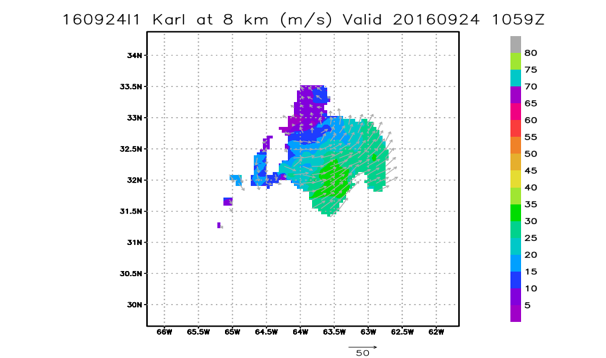 160924I1 Karl at 8 km (m/s) Valid 20160924 1059Z
34N
33.5N
33N
32.5N
32N
31.5N
31N
30.5N
30N
66W 65.5W 65W 64.5W 64W 63.5W 63W 62.5W 62W
50
80
75
70
65
60
55
50
45
40
35
30
25
20
15
10
5